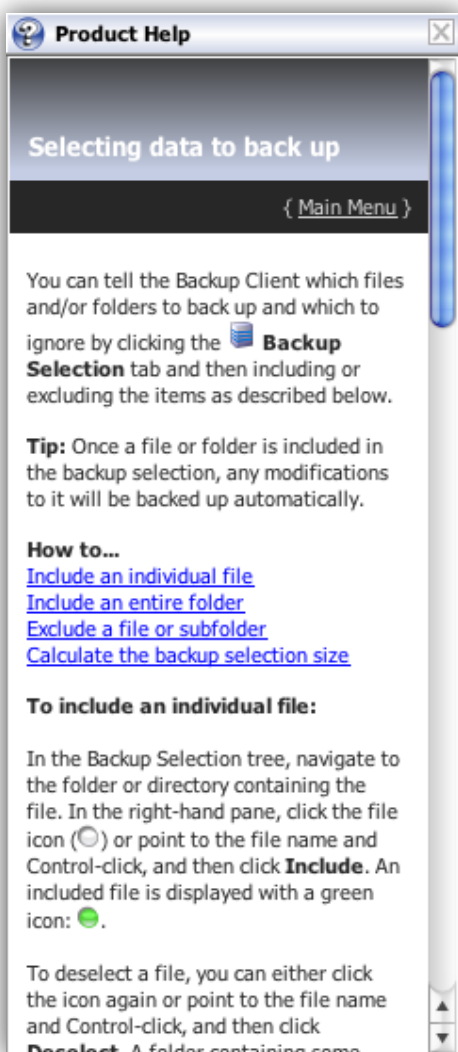 Product Help
Selecting data to back up
{ Main Menu }
You can tell the Backup Client which files
and/or folders to back up and which to
ignore by clicking the Backup
Selection tab and then including or
excluding the items as described below.
Tip: Once a file or folder is included in
the backup selection, any modifications
to it will be backed up automatically.
How to...
Include an individual file
Include an entire folder
Exclude a file or subfolder
Calculate the backup selection size
To include an individual file:
In the Backup Selection tree, navigate to
the folder or directory containing the
file. In the right-hand pane, click the file
icon ( ) or point to the file name and
Control-click, and then click Include. An
included file is displayed with a green
icon: .
To deselect a file, you can either click
the icon again or point to the file name
and Control-click, and then click
Deselect. A folder containing some